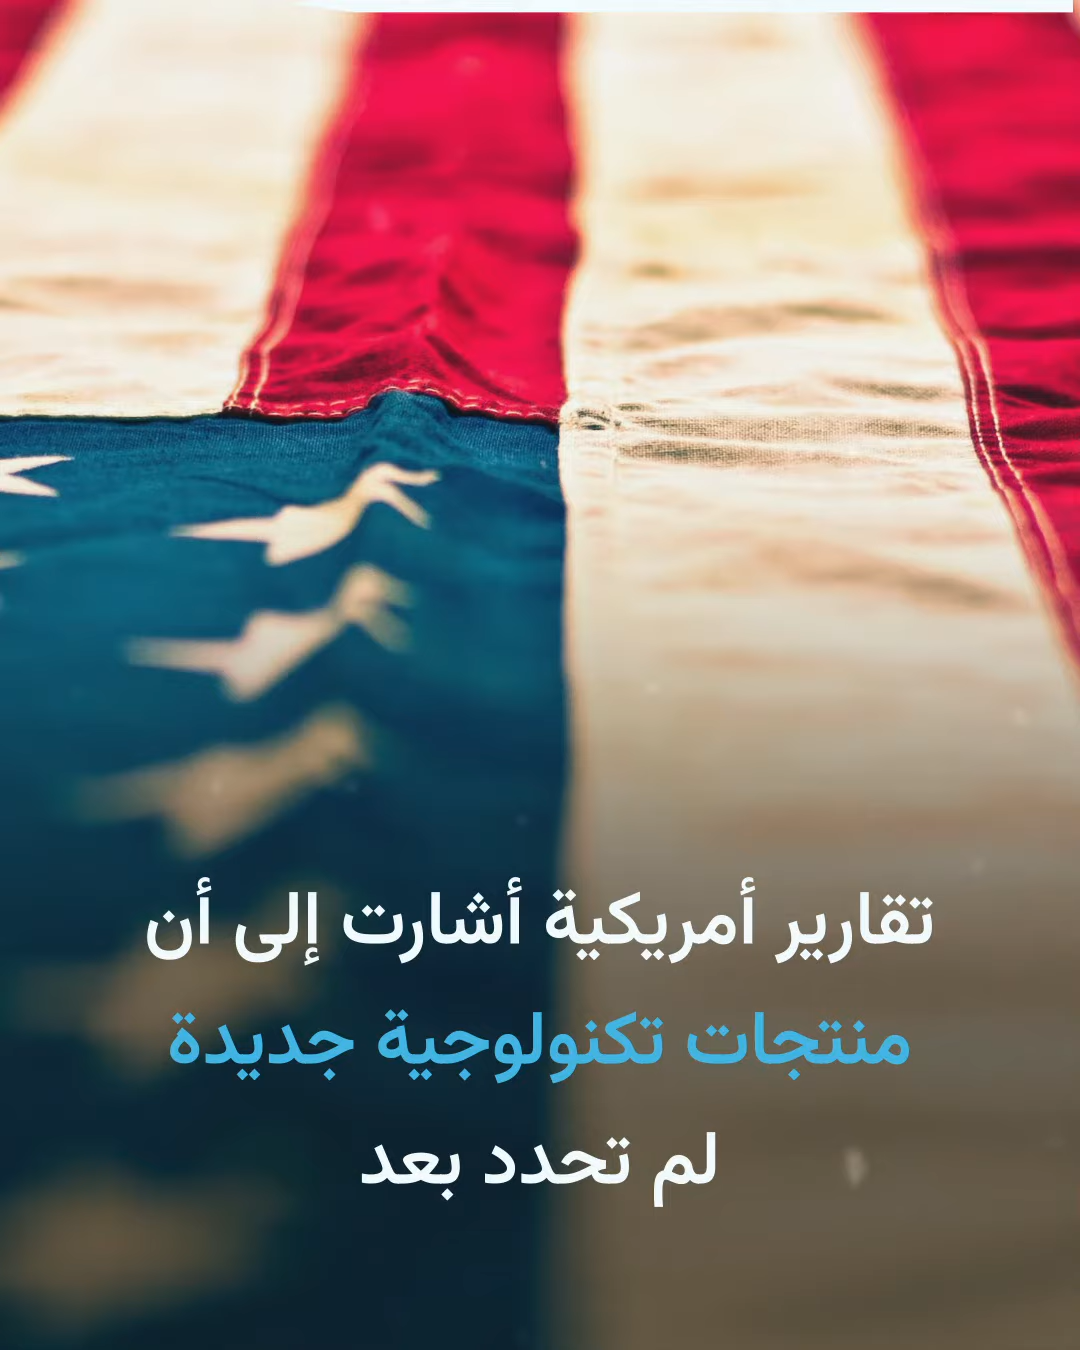 تقارير أمريكية أشارت إلى أن
منتجات تكنولوجية جديدة
لم تحدد بعد